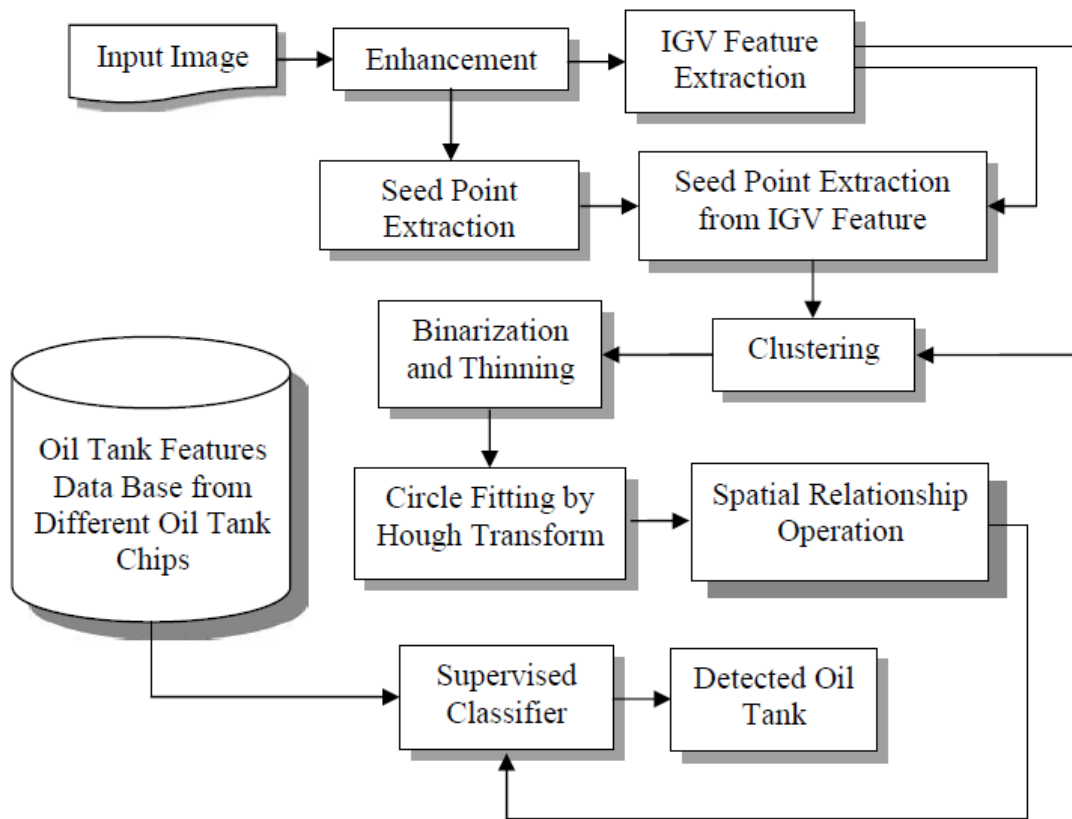 Input Image
Enhancement
IGV Feature
Extraction
Seed Point
Extraction
Seed Point Extraction
from IGV Feature
Binarization
and Thinning
Clustering
Oil Tank Features
Data Base from
Different Oil Tank
Chips
Circle Fitting by
Hough Transform
Spatial Relationship
Operation
Supervised
Classifier
Detected Oil
Tank